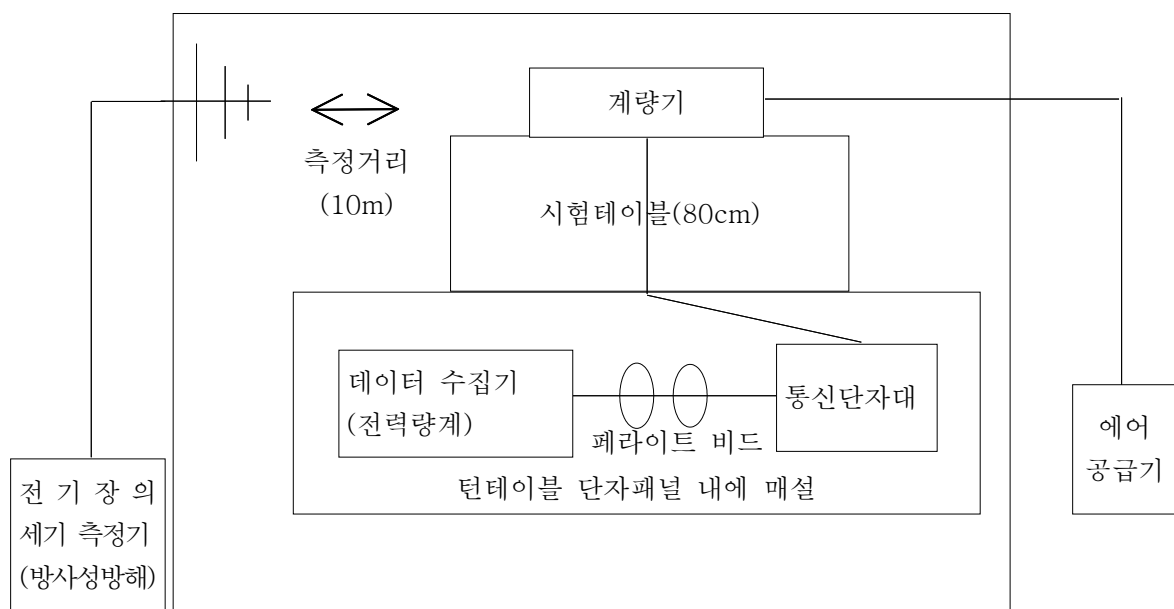 계량기
측정거리
(10m)
시험테이블(80cm)
데이터 수집기
(전력량계)
통신단자대
페라이트 비드
턴테이블 단자패널 내에 매설
에어
공급기
전 기 장 의
세기 측정기
(방사성방해)